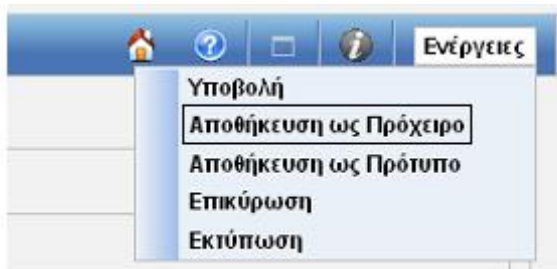 Ενέργειες
Υποβολή
Αποθήκευση ως Πρόχειρο
Αποθήκευση ως Πρότυπο
Επικύρωση
Εκτύπωση